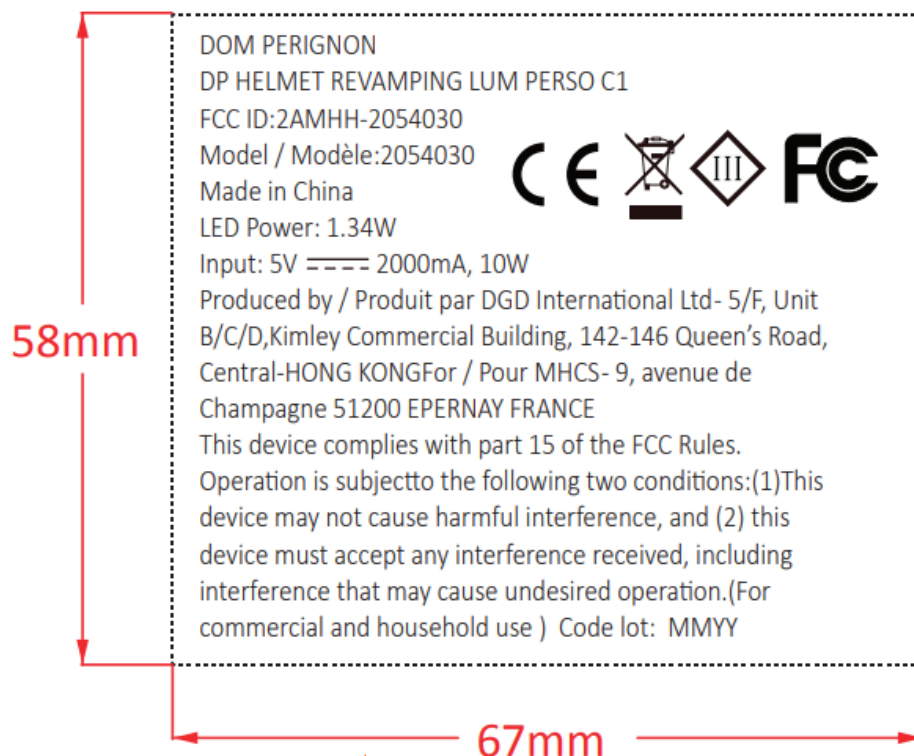 DOM PERIGNON
DP HELMET REVAMPING LUM PERSO C1
FCC ID:2AMHH-2054030
Model / Modèle:2054030
Made in China
LED Power: 1.34W
Input: 5V 2000mA, 10W
Produced by / Produit par DGD International Ltd- 5/F, Unit
B/C/D,Kimley Commercial Building, 142-146 Queen’s Road,
Central-HONG KONGFor / Pour MHCS- 9, avenue de
Champagne 51200 EPERNAY FRANCE
This device complies with part 15 of the FCC Rules.
Operation is subjectto the following two conditions:(1)This
device may not cause harmful interference, and (2) this
device must accept any interference received, including
interference that may cause undesired operation.(For
commercial and household use ) Code lot: MMYY
CE III FC
58mm
67mm